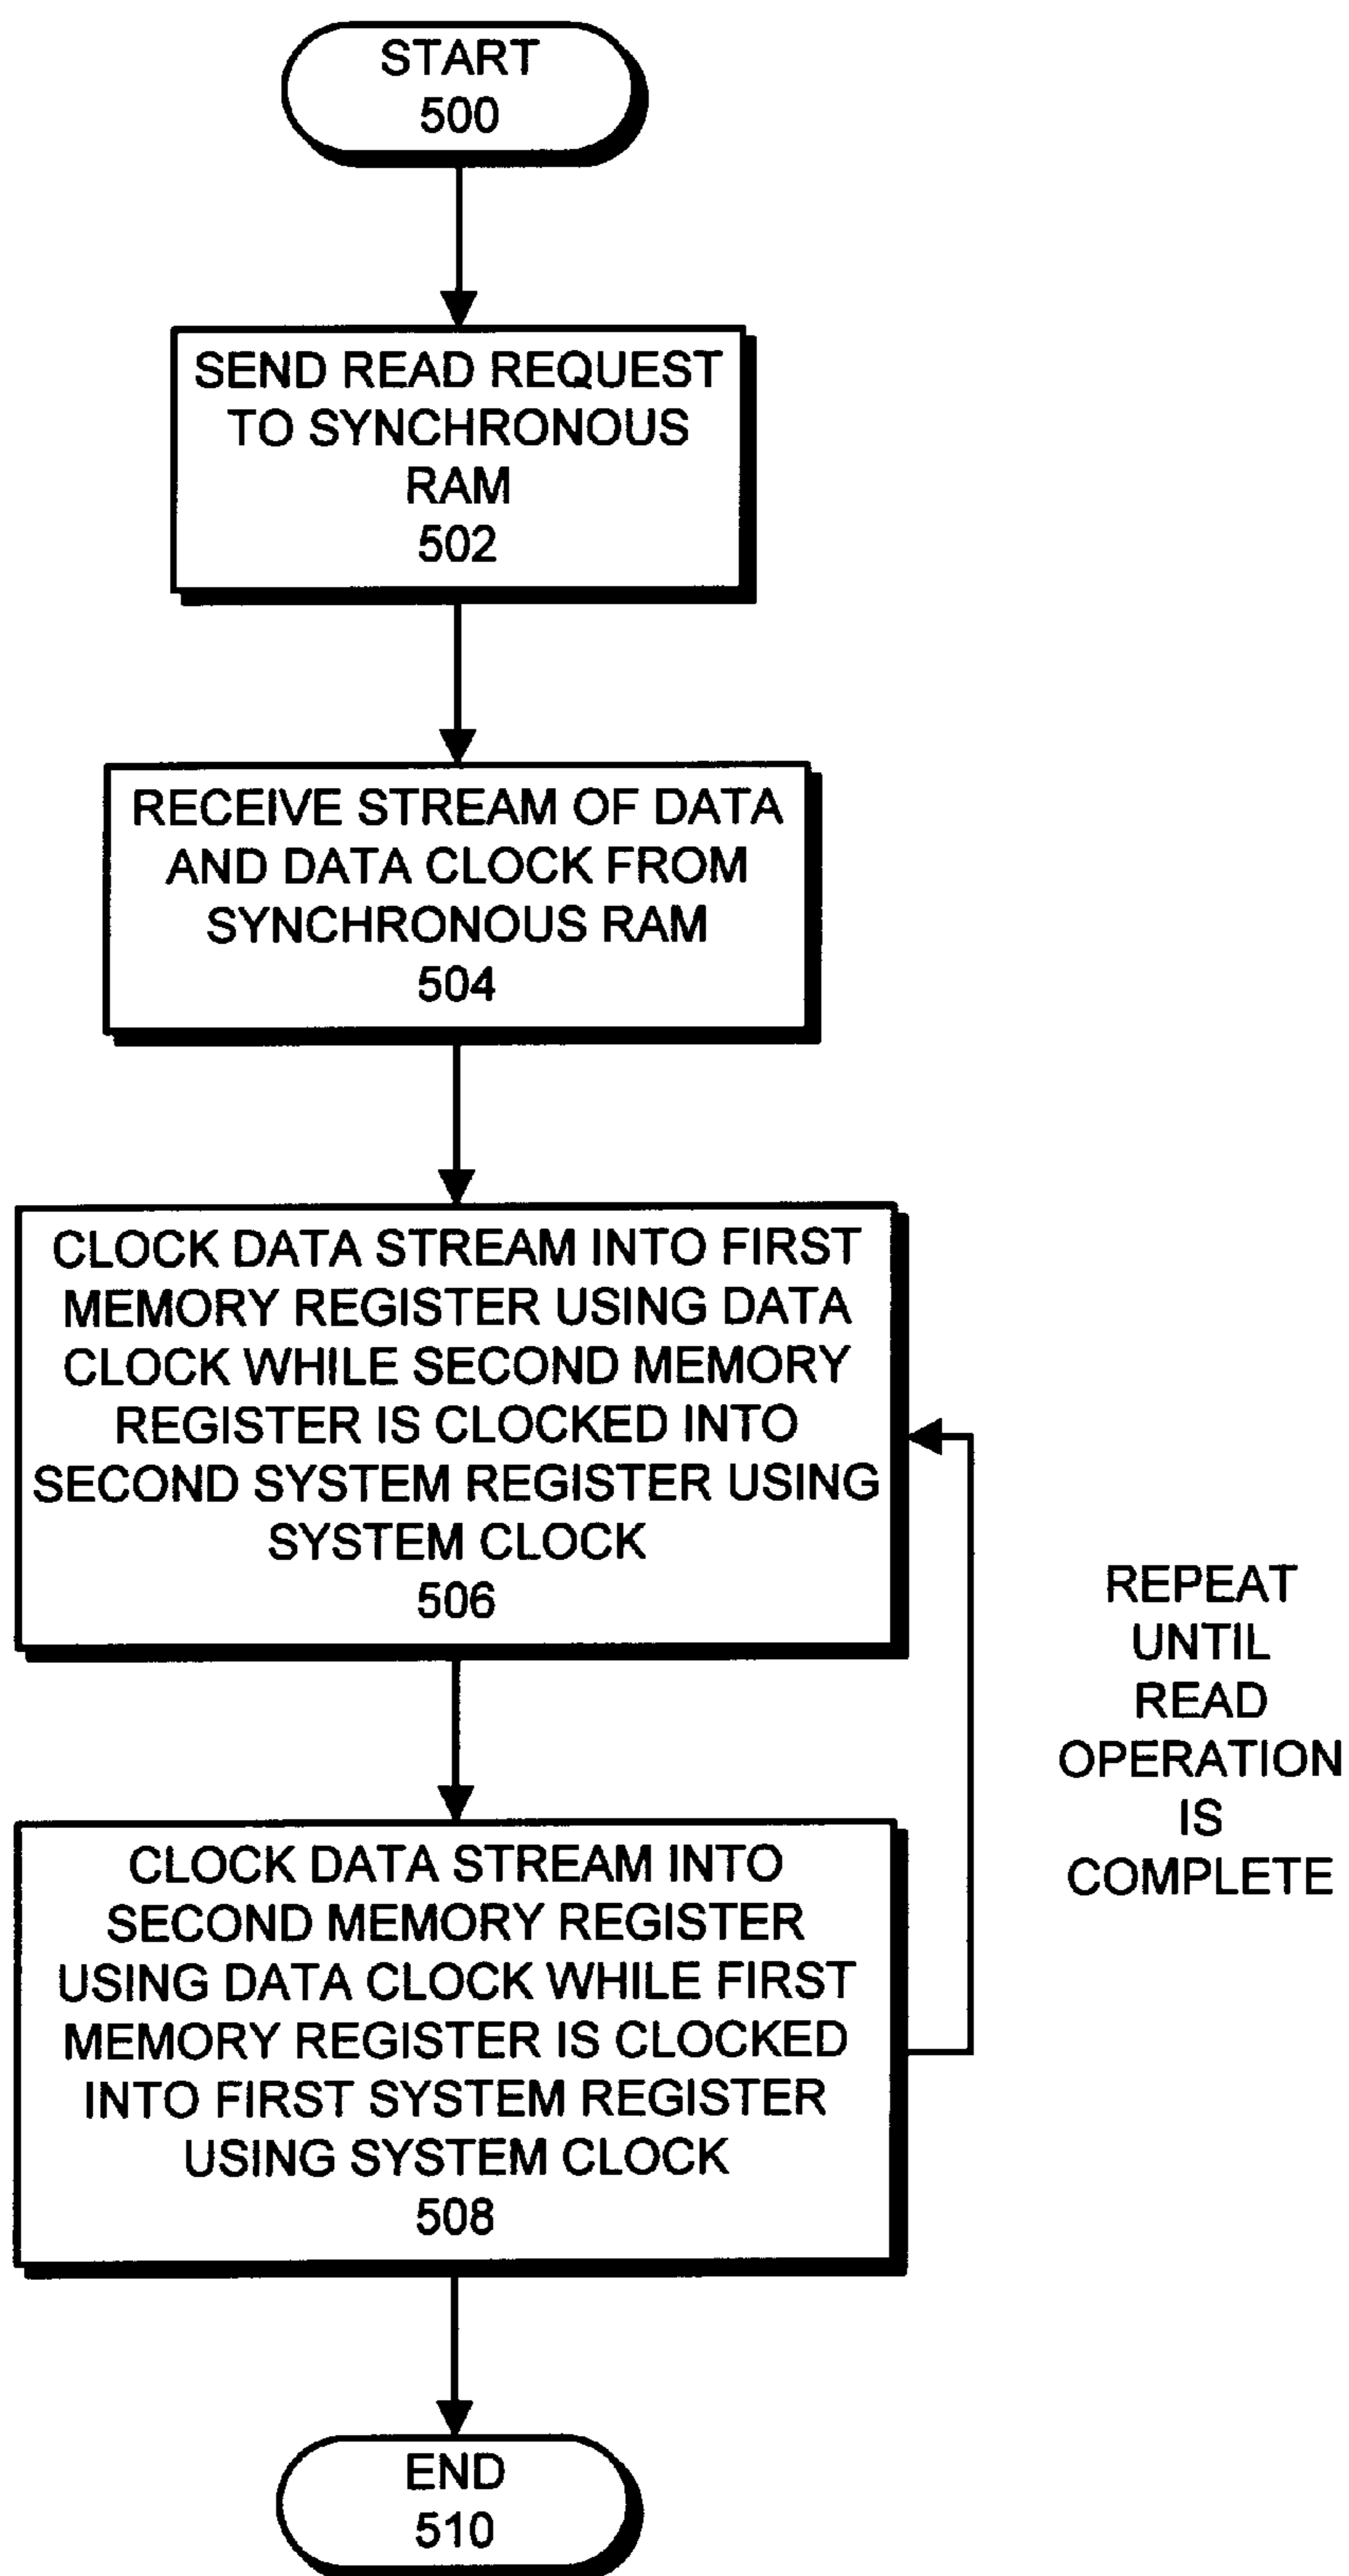 START
500
SEND READ REQUEST
TO SYNCHRONOUS
RAM
502
RECEIVE STREAM OF DATA
AND DATA CLOCK FROM
SYNCHRONOUS RAM
504
CLOCK DATA STREAM INTO FIRST
MEMORY REGISTER USING DATA
CLOCK WHILE SECOND MEMORY
REGISTER IS CLOCKED INTO
SECOND SYSTEM REGISTER USING
SYSTEM CLOCK
506
REPEAT
UNTIL
READ
OPERATION
IS
COMPLETE
CLOCK DATA STREAM INTO
SECOND MEMORY REGISTER
USING DATA CLOCK WHILE FIRST
MEMORY REGISTER IS CLOCKED
INTO FIRST SYSTEM REGISTER
USING SYSTEM CLOCK
508
END
510